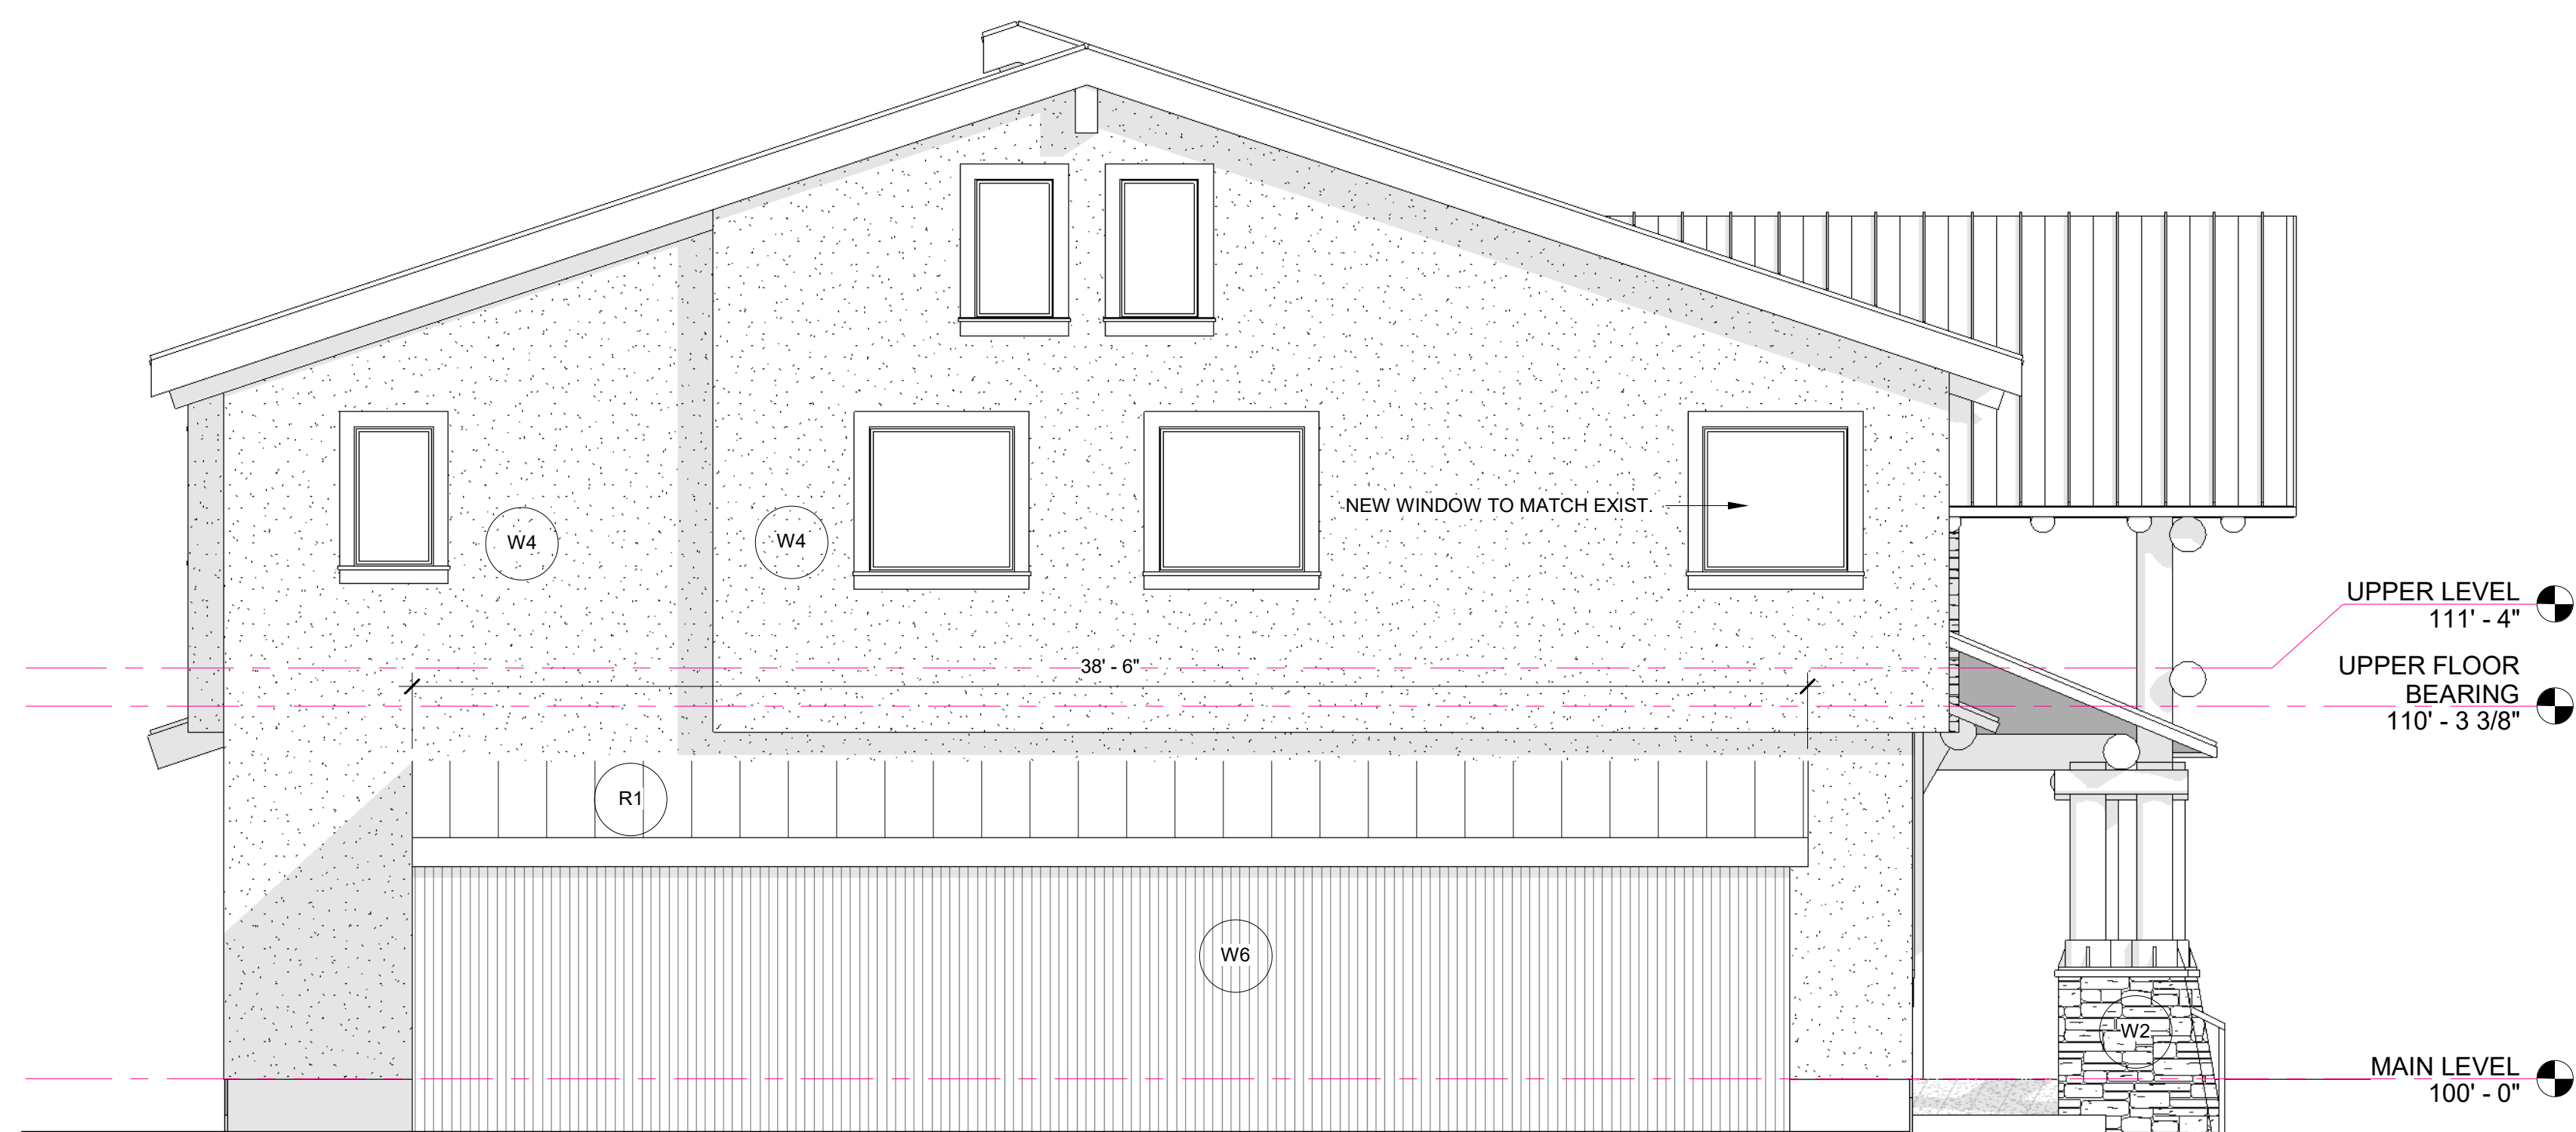 NEW WINDOW TO MATCH EXIST.
W4
W4
UPPER LEVEL
111' - 4"
38' - 6"
UPPER FLOOR
BEARING
110' - 3 3/8"
R1
W6
W2
MAIN LEVEL
100' - 0"